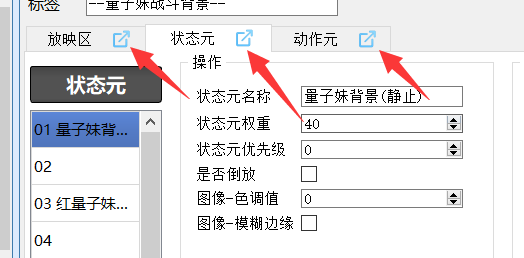 标签 --量子妹战斗背景--
放映区 状态元 动作元
状态元
操作
状态元名称 量子妹背景(静止)
01 量子妹背...
状态元权重 40
02
状态元优先级 0
是否倒放
03 红量子妹...
图像-色调值 0
图像-模糊边缘
04